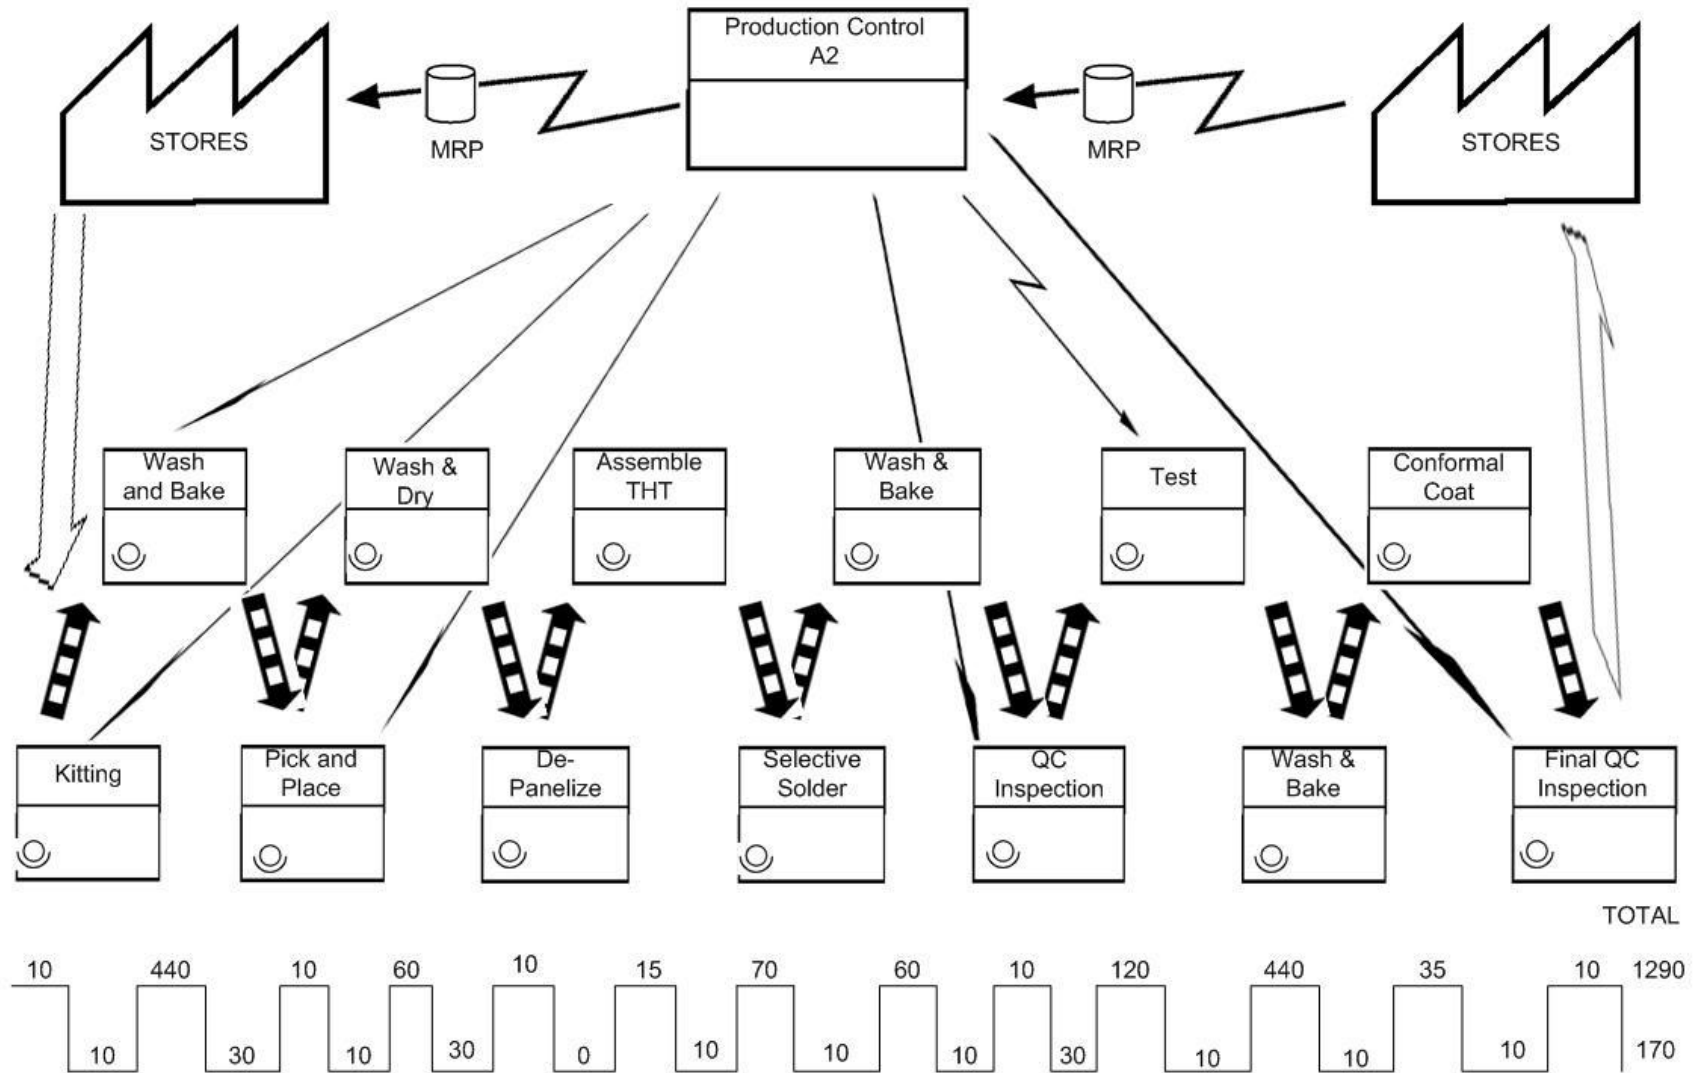 Production Control
A2
STORES
MRP
MRP
STORES
Wash
and Bake
Wash &
Dry
Assemble
THT
Wash &
Bake
Test
Conformal
Coat
Kitting
Pick and
Place
De-
Panelize
Selective
Solder
QC
Inspection
Wash &
Bake
Final QC
Inspection
TOTAL
10 440 10 60 10 15 70 60 10 120 440 35 10 1290
10 30 10 30 0 10 10 10 30 10 10 10 170